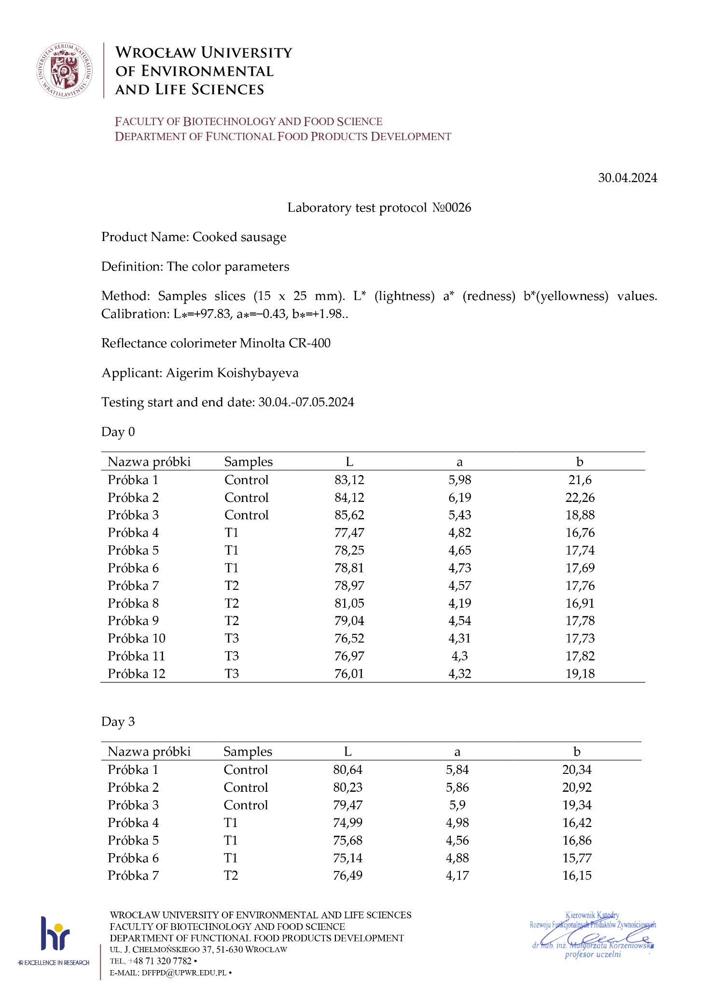 UNIVERSITAS RERUM NATURALIUM · WRATISLAVIENSIS ·
WROCŁAW UNIVERSITY
OF ENVIRONMENTAL
AND LIFE SCIENCES
FACULTY OF BIOTECHNOLOGY AND FOOD SCIENCE
DEPARTMENT OF FUNCTIONAL FOOD PRODUCTS DEVELOPMENT
30.04.2024
Laboratory test protocol №0026
Product Name: Cooked sausage
Definition: The color parameters
Method: Samples slices (15 x 25 mm). L* (lightness) a* (redness) b*(yellowness) values.
Calibration: L∗=+97.83, a∗=−0.43, b∗=+1.98..
Reflectance colorimeter Minolta CR-400
Applicant: Aigerim Koishybayeva
Testing start and end date: 30.04.-07.05.2024
Day 0
Nazwa próbki Samples L a b
Próbka 1 Control 83,12 5,98 21,6
Próbka 2 Control 84,12 6,19 22,26
Próbka 3 Control 85,62 5,43 18,88
Próbka 4 T1 77,47 4,82 16,76
Próbka 5 T1 78,25 4,65 17,74
Próbka 6 T1 78,81 4,73 17,69
Próbka 7 T2 78,97 4,57 17,76
Próbka 8 T2 81,05 4,19 16,91
Próbka 9 T2 79,04 4,54 17,78
Próbka 10 T3 76,52 4,31 17,73
Próbka 11 T3 76,97 4,3 17,82
Próbka 12 T3 76,01 4,32 19,18
Day 3
Nazwa próbki Samples L a b
Próbka 1 Control 80,64 5,84 20,34
Próbka 2 Control 80,23 5,86 20,92
Próbka 3 Control 79,47 5,9 19,34
Próbka 4 T1 74,99 4,98 16,42
Próbka 5 T1 75,68 4,56 16,86
Próbka 6 T1 75,14 4,88 15,77
Próbka 7 T2 76,49 4,17 16,15
hr
HR EXCELLENCE IN RESEARCH
WROCŁAW UNIVERSITY OF ENVIRONMENTAL AND LIFE SCIENCES
FACULTY OF BIOTECHNOLOGY AND FOOD SCIENCE
DEPARTMENT OF FUNCTIONAL FOOD PRODUCTS DEVELOPMENT
UL. J. CHEŁMOŃSKIEGO 37, 51-630 WROCŁAW
TEL. +48 71 320 7782 •
E-MAIL: DFFPD@UPWR.EDU.PL •
Kierownik Katedry
Rozwoju Funkcjonalnych Produktów Żywnościowych
dr hab. inż. Małgorzata Korzeniowska
profesor uczelni